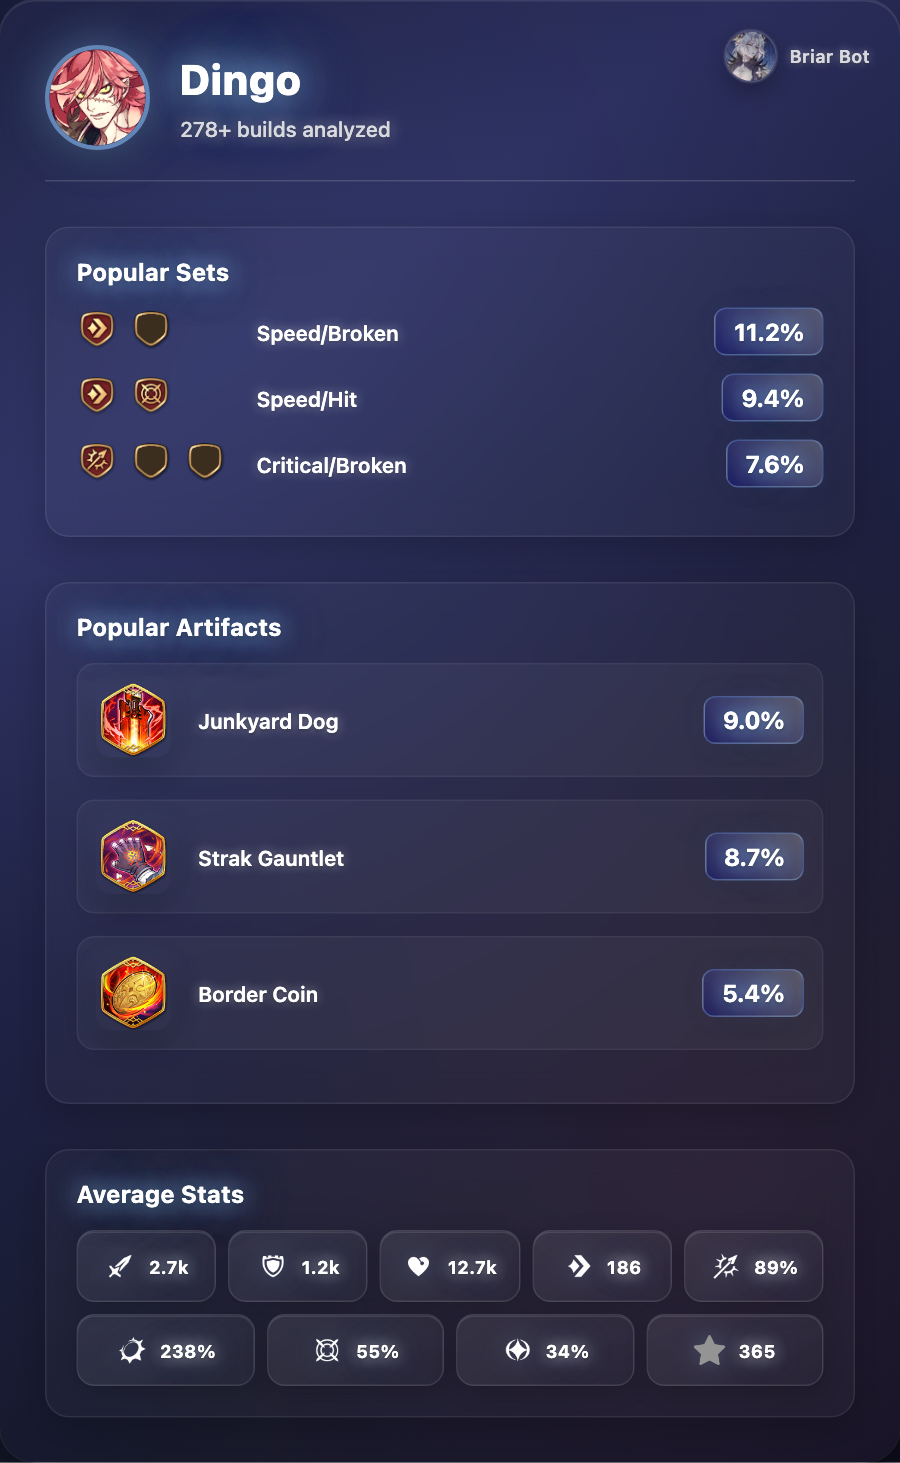 Dingo
278+ builds analyzed
Briar Bot
Popular Sets
Speed/Broken 11.2%
Speed/Hit 9.4%
Critical/Broken 7.6%
Popular Artifacts
Junkyard Dog 9.0%
Strak Gauntlet 8.7%
Border Coin 5.4%
Average Stats
2.7k 1.2k 12.7k 186 89%
238% 55% 34% 365